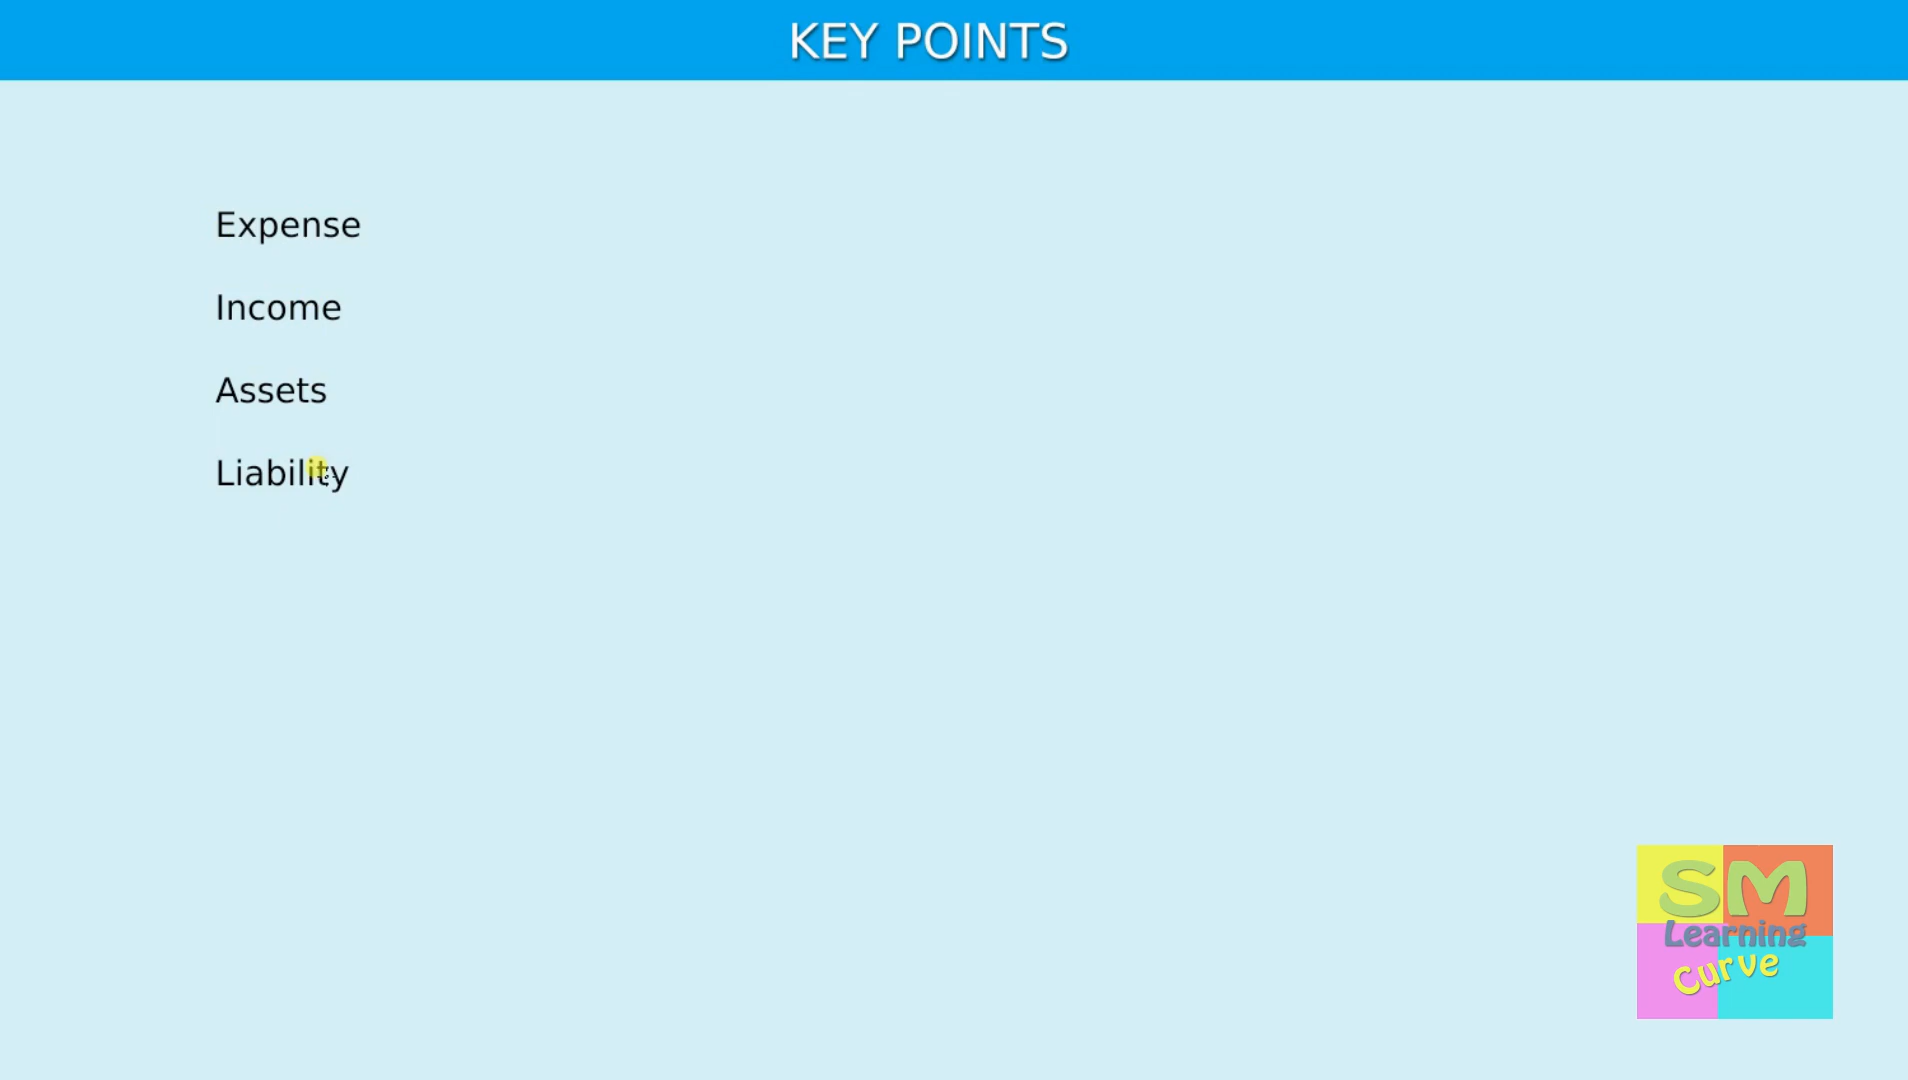 KEY POINTS
Expense
Income
Assets
Liability
SM
Learning
Curve